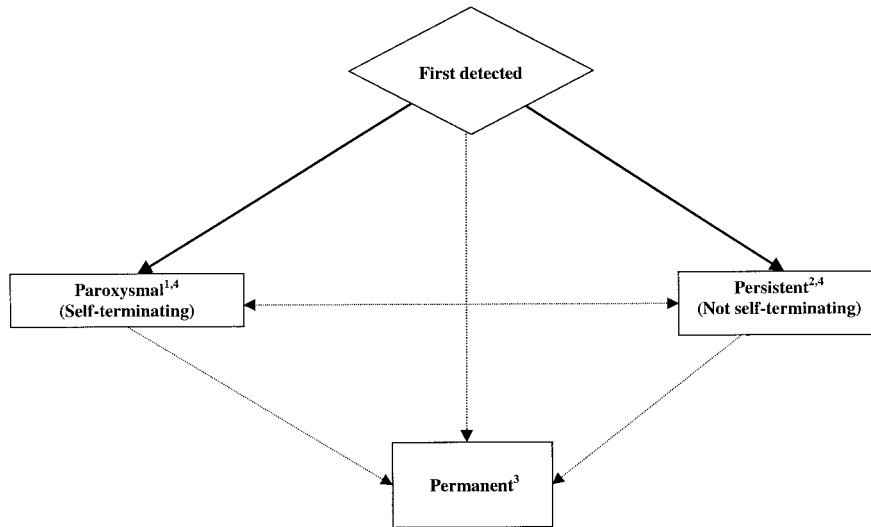 First detected
Paroxysmal1,4
(Self-terminating)
Persistent2,4
(Not self-terminating)
Permanent3